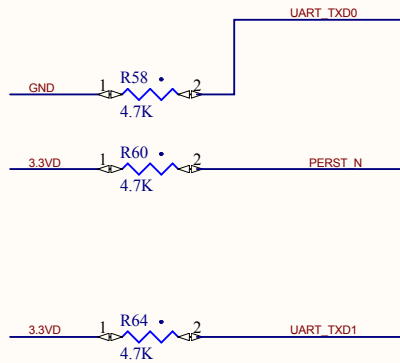 UART_TXD0
GND 1 R58 2
4.7K
3.3VD 1 R60 2 PERST_N
4.7K
3.3VD 1 R64 2 UART_TXD1
4.7K